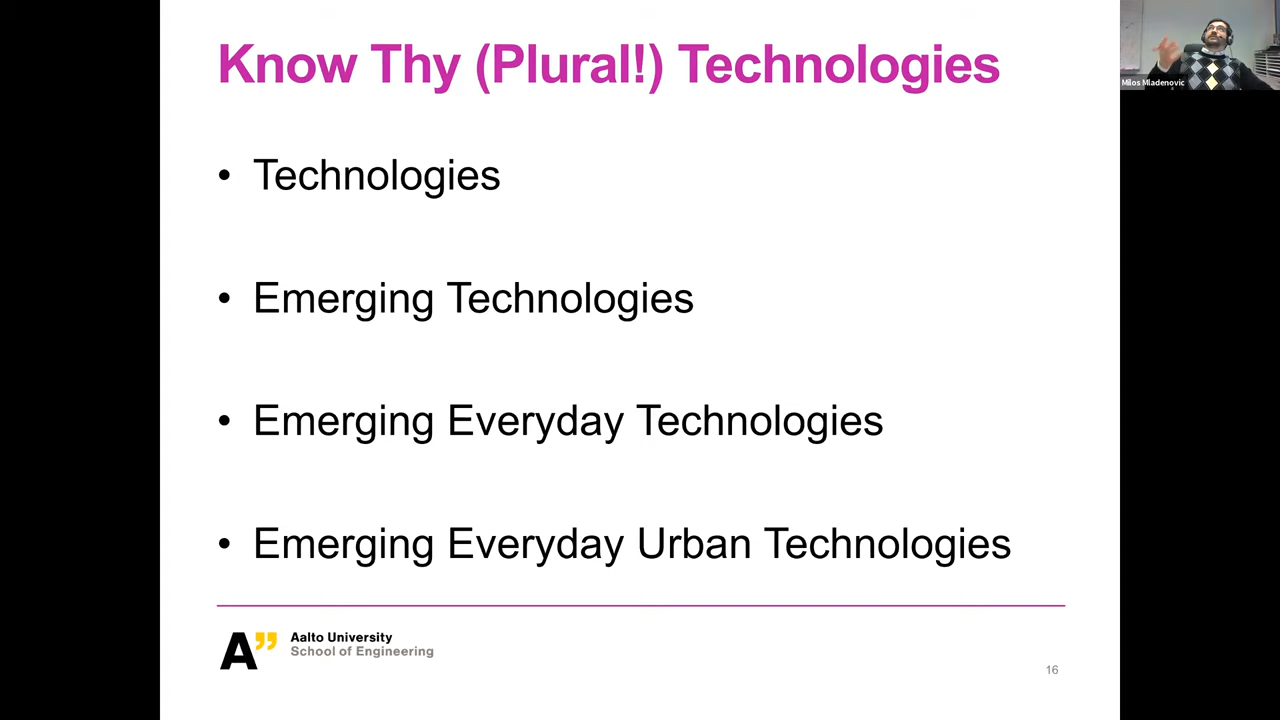 Know Thy (Plural!) Technologies
Milos Mladenovic
• Technologies
• Emerging Technologies
• Emerging Everyday Technologies
• Emerging Everyday Urban Technologies
A”
Aalto University
School of Engineering
16